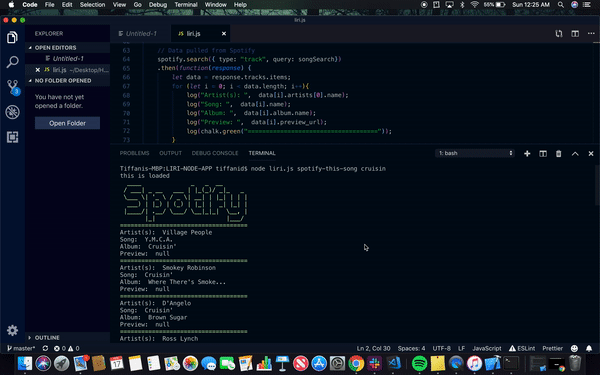 Code File Edit Selection View Go Debug Terminal Window Help
55%
Sun 12:25 AM
liri.js
EXPLORER
Untitled-1
liri.js
OPEN EDITORS
Untitled-1
liri.js ~/Desktop/H...
NO FOLDER OPENED
You have not yet
opened a folder.
Open Folder
OUTLINE
63 // Data pulled from Spotify
64 spotify.search({ type: "track", query: songSearch})
65 .then(function(response) {
66 let data = response.tracks.items;
67 for (let i = 0; i < data.length; i++){
68 log("Artist(s): ", data[i].artists[0].name);
69 log("Song: ", data[i].name);
70 log("Album: ", data[i].album.name);
71 log("Preview: ", data[i].preview_url);
72 log(chalk.green("==================================="));
73 }
PROBLEMS OUTPUT DEBUG CONSOLE TERMINAL
1: bash
Tiffanis-MBP:LIRI-NODE-APP tiffani$ node liri.js spotify-this-song cruisin
this is loaded
Spotify
===================================
Artist(s): Village People
Song: Y.M.C.A.
Album: Cruisin'
Preview: null
===================================
Artist(s): Smokey Robinson
Song: Cruisin'
Album: Where There's Smoke...
Preview: null
===================================
Artist(s): D'Angelo
Song: Cruisin'
Album: Brown Sugar
Preview: null
===================================
Artist(s): Ross Lynch
master* 0 0 Ln 2, Col 30 Spaces: 4 UTF-8 LF JavaScript ESLint Prettier